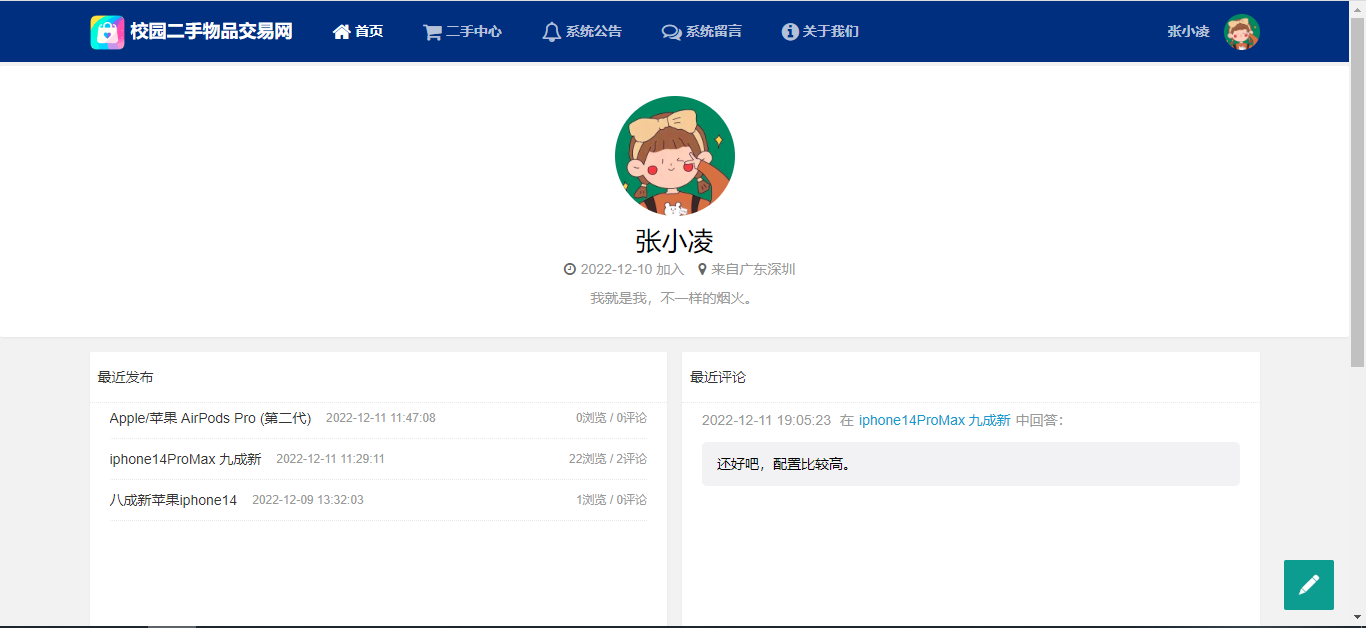 校园二手物品交易网 首页 二手中心 系统公告 系统留言 关于我们 张小凌
张小凌
2022-12-10 加入 来自广东深圳
我就是我，不一样的烟火。
最近发布
Apple/苹果 AirPods Pro (第二代) 2022-12-11 11:47:08 0浏览 / 0评论
iphone14ProMax 九成新 2022-12-11 11:29:11 22浏览 / 2评论
八成新苹果iphone14 2022-12-09 13:32:03 1浏览 / 0评论
最近评论
2022-12-11 19:05:23 在 iphone14ProMax 九成新 中回答：
还好吧，配置比较高。